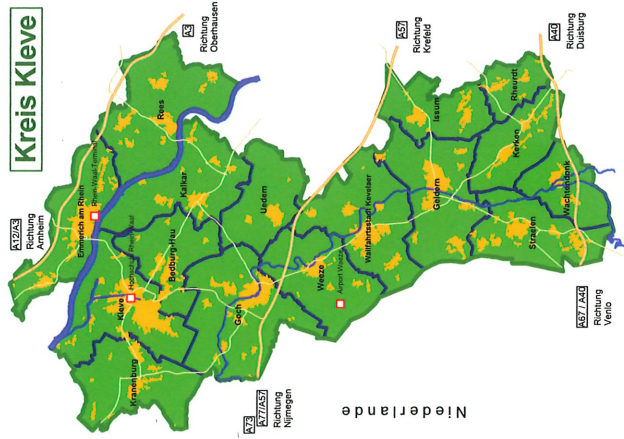 Kreis Kleve
A12/A3
Richtung
Arnheim
A3
Richtung
Oberhausen
Emmerich am Rhein
Rhein-Waal-Terminal
Rees
Kranenburg
Kleve
Hochschule Rhein-Waal
Bedburg-Hau
Kalkar
Goch
Uedem
A73
A77/A57
Richtung
Nijmegen
A57
Richtung
Krefeld
Weeze
Airport Weeze
Wallfahrtsstadt Kevelaer
Geldern
Issum
Straelen
Kerken
Rheurdt
Wachtendonk
A40
Richtung
Duisburg
A67 / A40
Richtung
Venlo
Niederlande